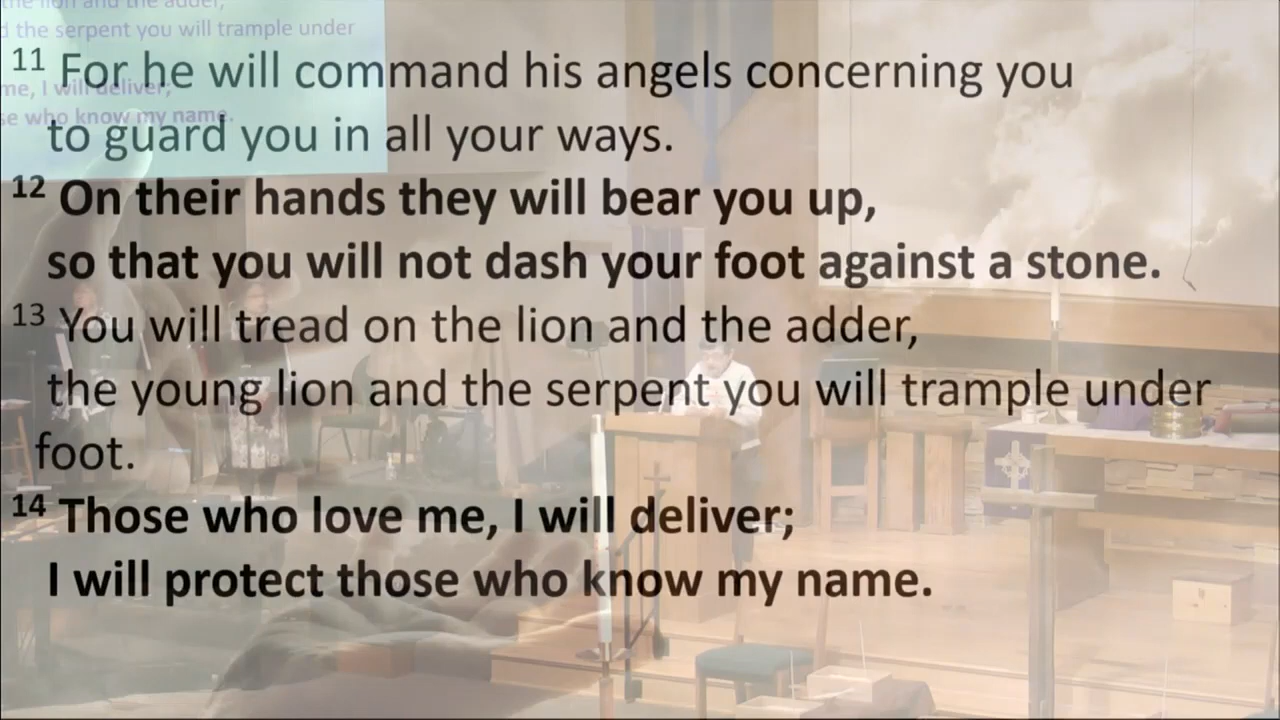 the lion and the adder,
the serpent you will trample under
me, I will deliver;
who know my name.
11 For he will command his angels concerning you
to guard you in all your ways.
12 On their hands they will bear you up,
so that you will not dash your foot against a stone.
13 You will tread on the lion and the adder,
the young lion and the serpent you will trample under
foot.
14 Those who love me, I will deliver;
I will protect those who know my name.